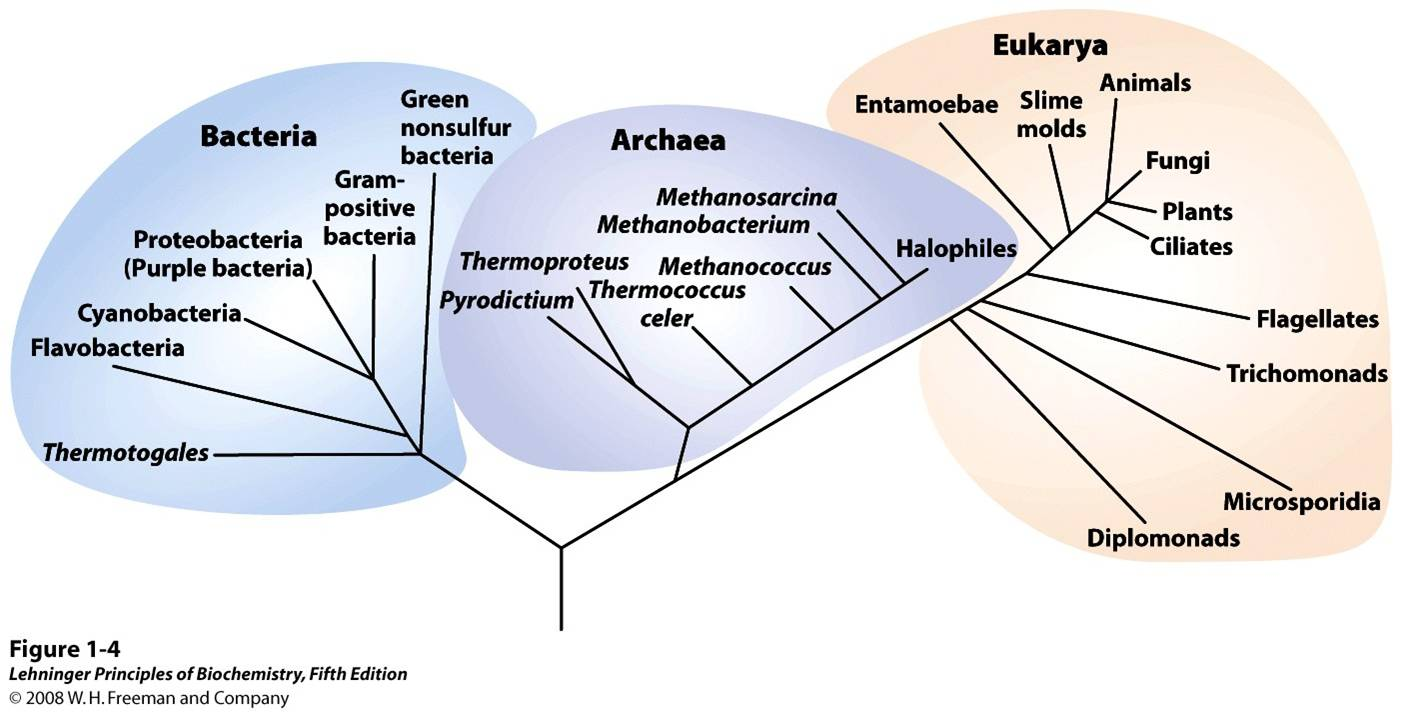 Eukarya
Bacteria
Archaea
Green
nonsulfur
bacteria
Gram-
positive
bacteria
Proteobacteria
(Purple bacteria)
Cyanobacteria
Flavobacteria
Thermotogales
Methanosarcina
Methanobacterium
Halophiles
Thermoproteus
Methanococcus
Pyrodictium
Thermococcus
celer
Entamoebae
Slime
molds
Animals
Fungi
Plants
Ciliates
Flagellates
Trichomonads
Microsporidia
Diplomonads
Figure 1-4
Lehninger Principles of Biochemistry, Fifth Edition
© 2008 W. H. Freeman and Company